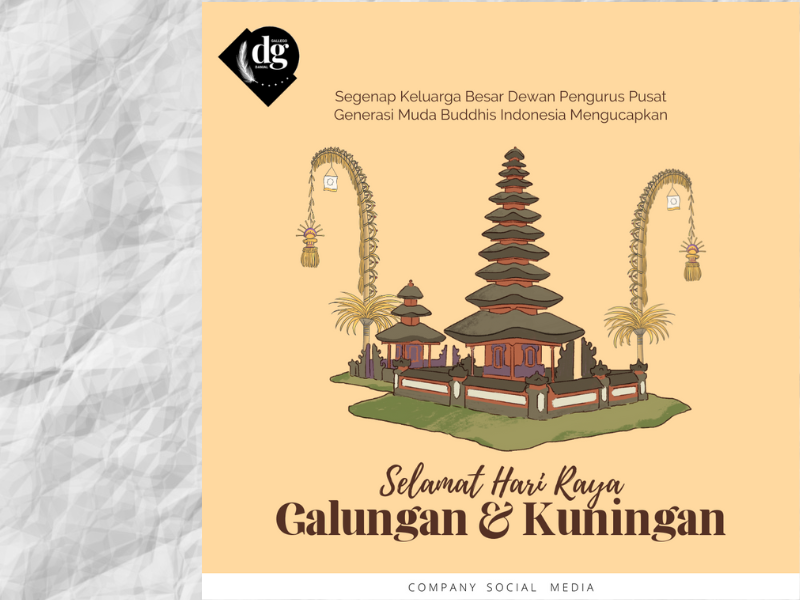 dg
Segenap Keluarga Besar Dewan Pengurus Pusat
Generasi Muda Buddhis Indonesia Mengucapkan
Selamat Hari Raya
Galungan & Kuningan
COMPANY SOCIAL MEDIA